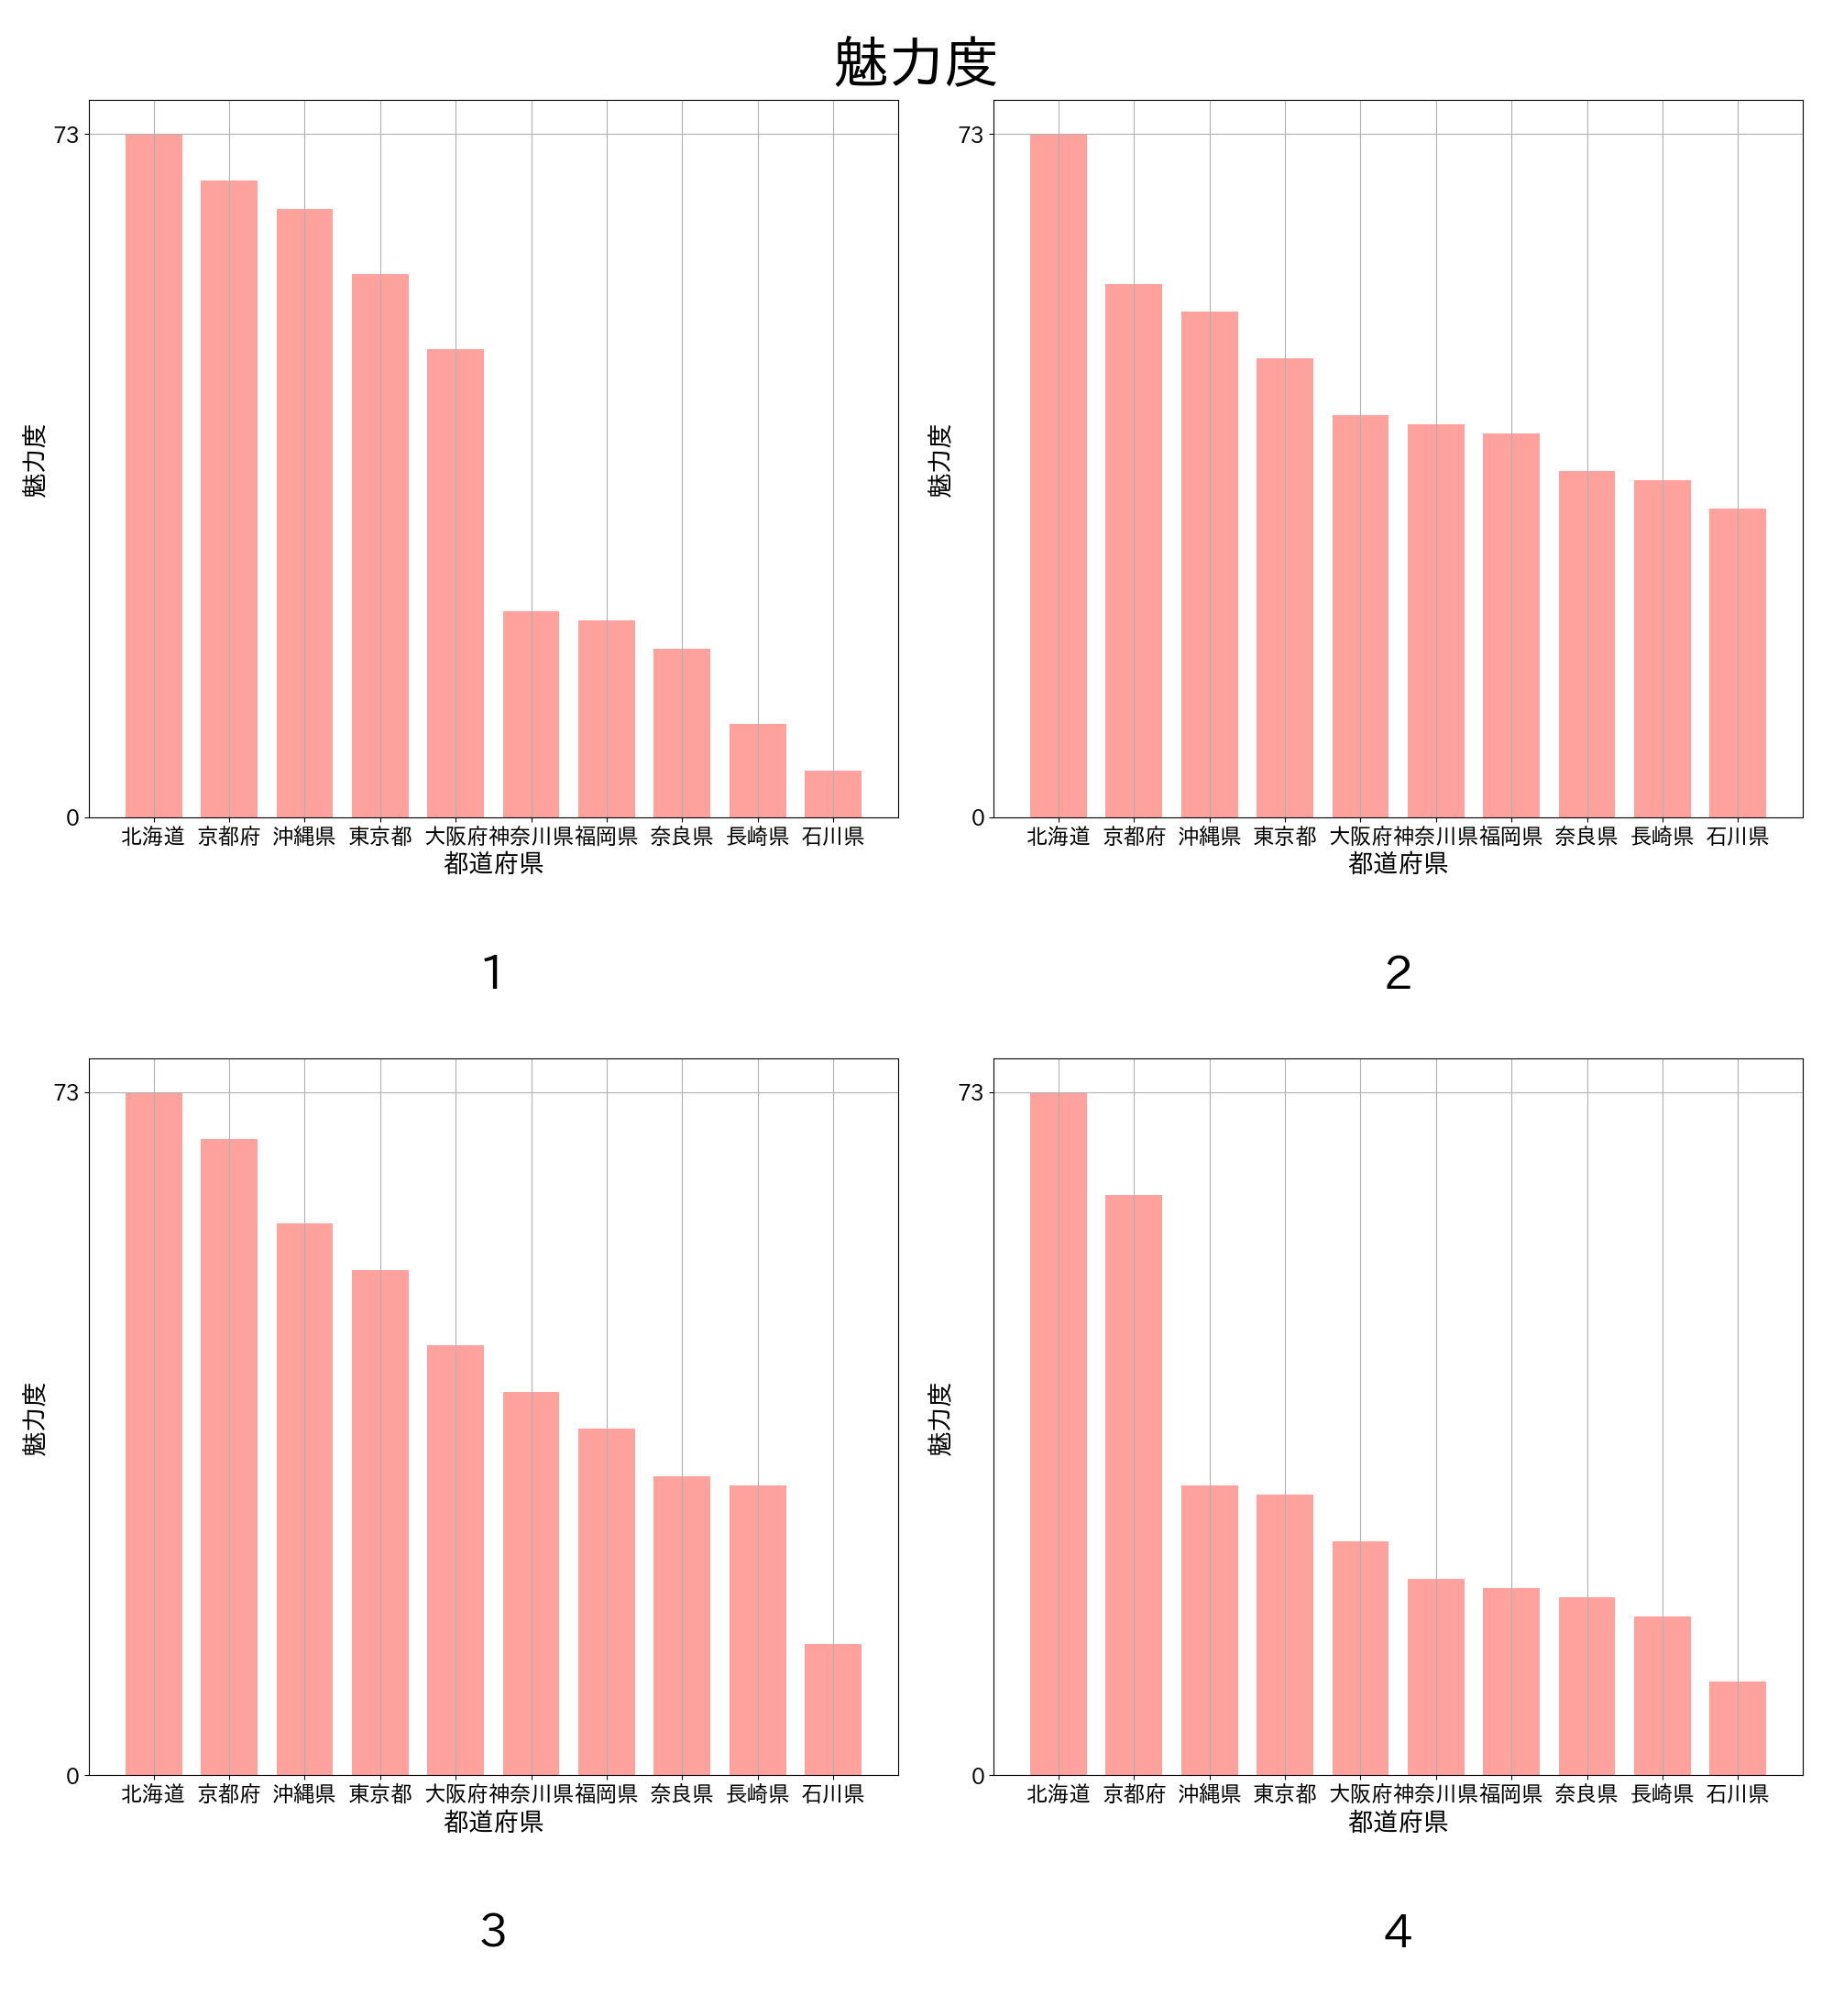 魅力度
魅力度
73
0
北海道 京都府 沖縄県 東京都 大阪府 神奈川県 福岡県 奈良県 長崎県 石川県
都道府県
1
魅力度
73
0
北海道 京都府 沖縄県 東京都 大阪府 神奈川県 福岡県 奈良県 長崎県 石川県
都道府県
2
魅力度
73
0
北海道 京都府 沖縄県 東京都 大阪府 神奈川県 福岡県 奈良県 長崎県 石川県
都道府県
3
魅力度
73
0
北海道 京都府 沖縄県 東京都 大阪府 神奈川県 福岡県 奈良県 長崎県 石川県
都道府県
4